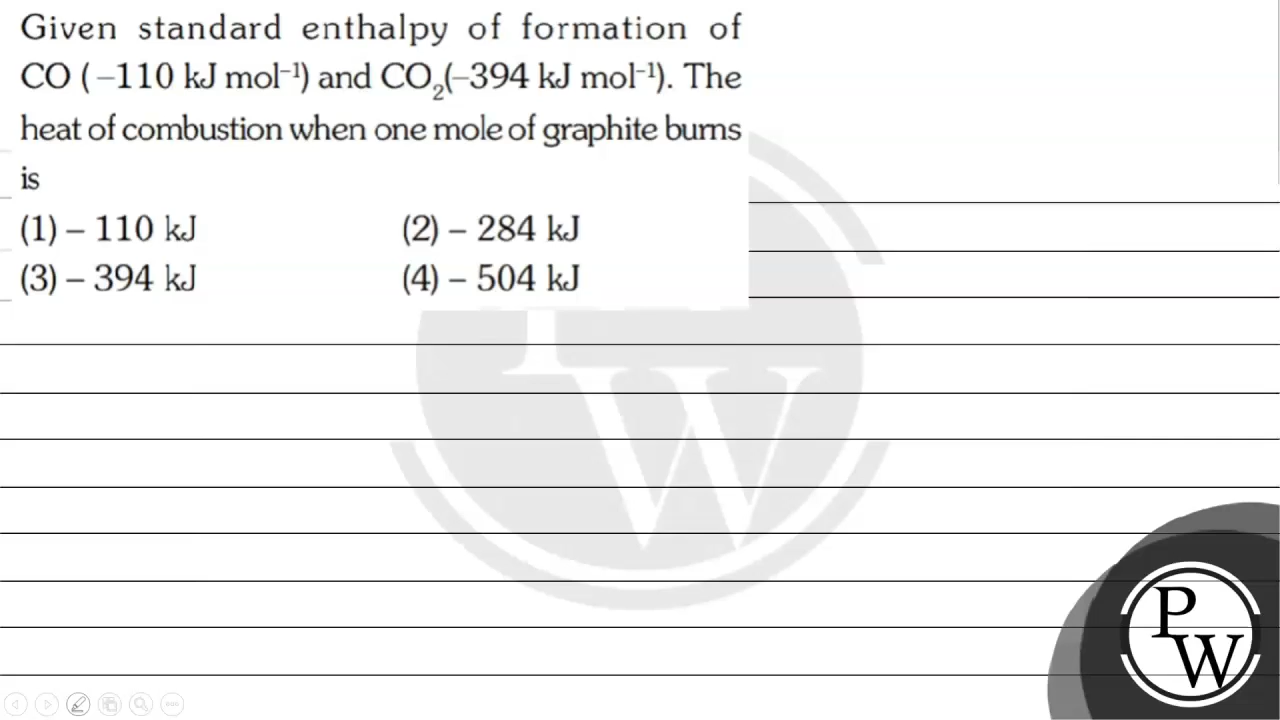 Given standard enthalpy of formation of
CO (–110 kJ mol⁻¹) and CO₂(–394 kJ mol⁻¹). The
heat of combustion when one mole of graphite burns
is
(1) – 110 kJ (2) – 284 kJ
(3) – 394 kJ (4) – 504 kJ
P
W
P
W